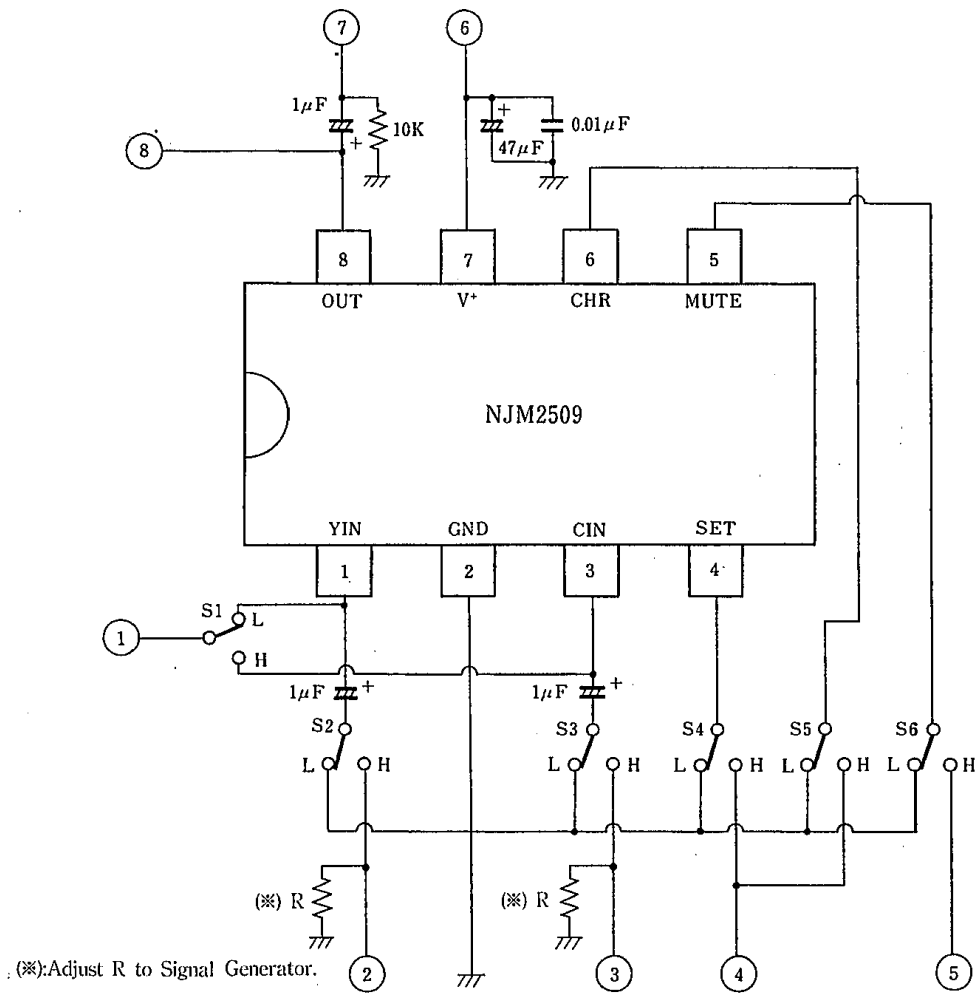 7 6
1μF
10K
+
+
47μF
0.01μF
8
8 7 6 5
OUT V+ CHR MUTE
NJM2509
YIN GND CIN SET
1 2 3 4
S1 L
1
H
1μF +
1μF +
S2 S3 S4 S5 S6
L H L H L H L H L H
(※) R
(※) R
(※):Adjust R to Signal Generator.
2 3 4 5